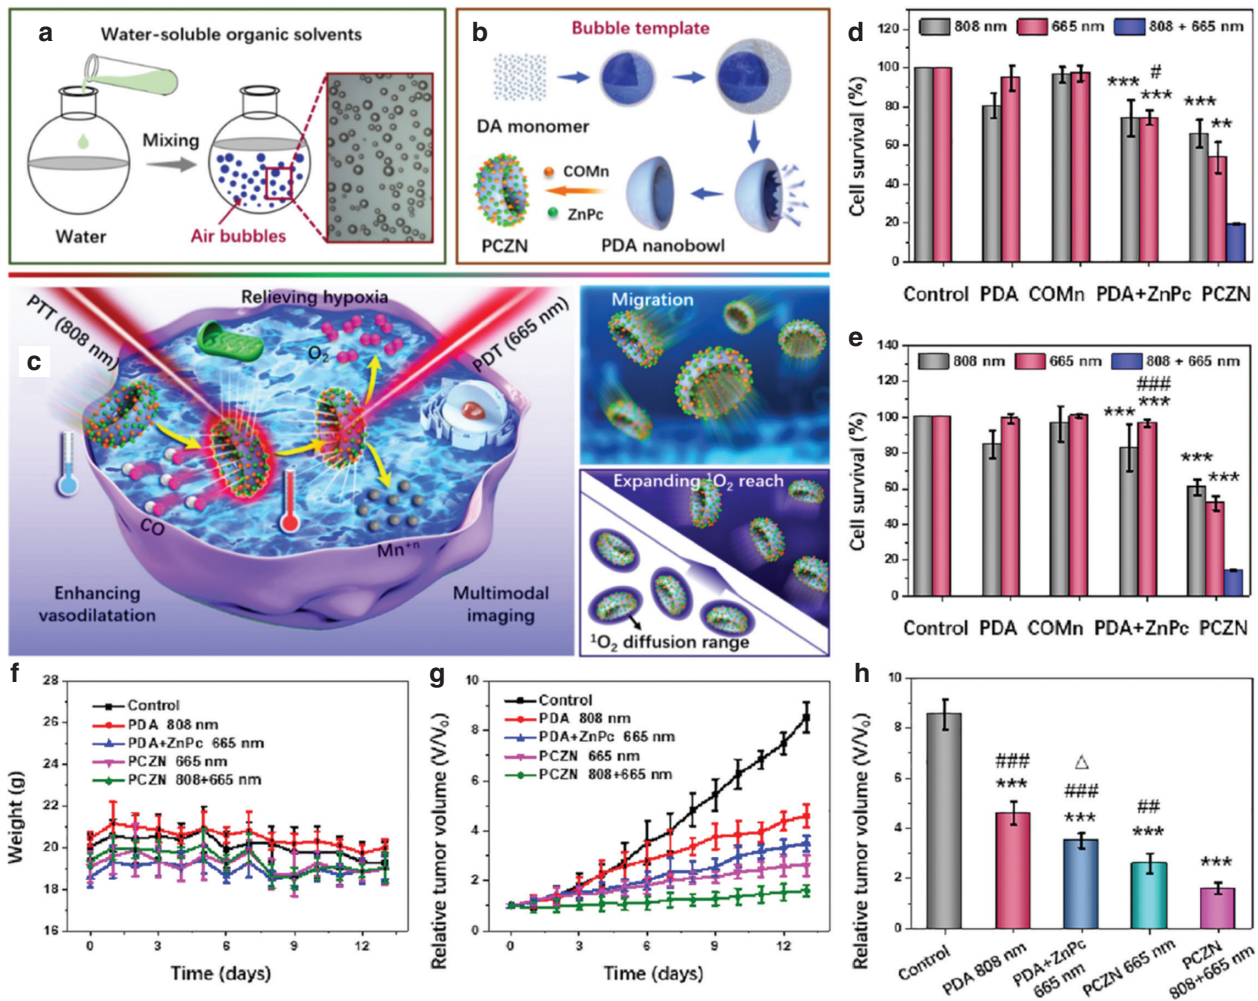 a
Water-soluble organic solvents
Mixing
Water
Air bubbles
b
Bubble template
DA monomer
COMn
ZnPc
PCZN
PDA nanobowl
c
PTT (808 nm)
Relieving hypoxia
O2
PDT (665 nm)
CO
Mn+n
Enhancing
vasodilatation
Multimodal
imaging
Migration
Expanding 1O2 reach
1O2 diffusion range
d
808 nm 665 nm 808 + 665 nm
Cell survival (%)
120
100
80
60
40
20
0
*** # *** *** **
Control PDA COMn PDA+ZnPc PCZN
e
808 nm 665 nm 808 + 665 nm
Cell survival (%)
140
120
100
80
60
40
20
0
*** ### *** *** ***
Control PDA COMn PDA+ZnPc PCZN
f
Control
PDA 808 nm
PDA+ZnPc 665 nm
PCZN 665 nm
PCZN 808+665 nm
Weight (g)
28
26
24
22
20
18
16
0 3 6 9 12
Time (days)
g
Control
PDA 808 nm
PDA+ZnPc 665 nm
PCZN 665 nm
PCZN 808+665 nm
Relative tumor volume (V/V0)
10
8
6
4
2
0
0 3 6 9 12
Time (days)
h
Relative tumor volume (V/V0)
10
8
6
4
2
0
###
***
△
###
***
##
***
***
Control
PDA 808 nm
PDA+ZnPc
665 nm
PCZN 665 nm
PCZN
808+665 nm